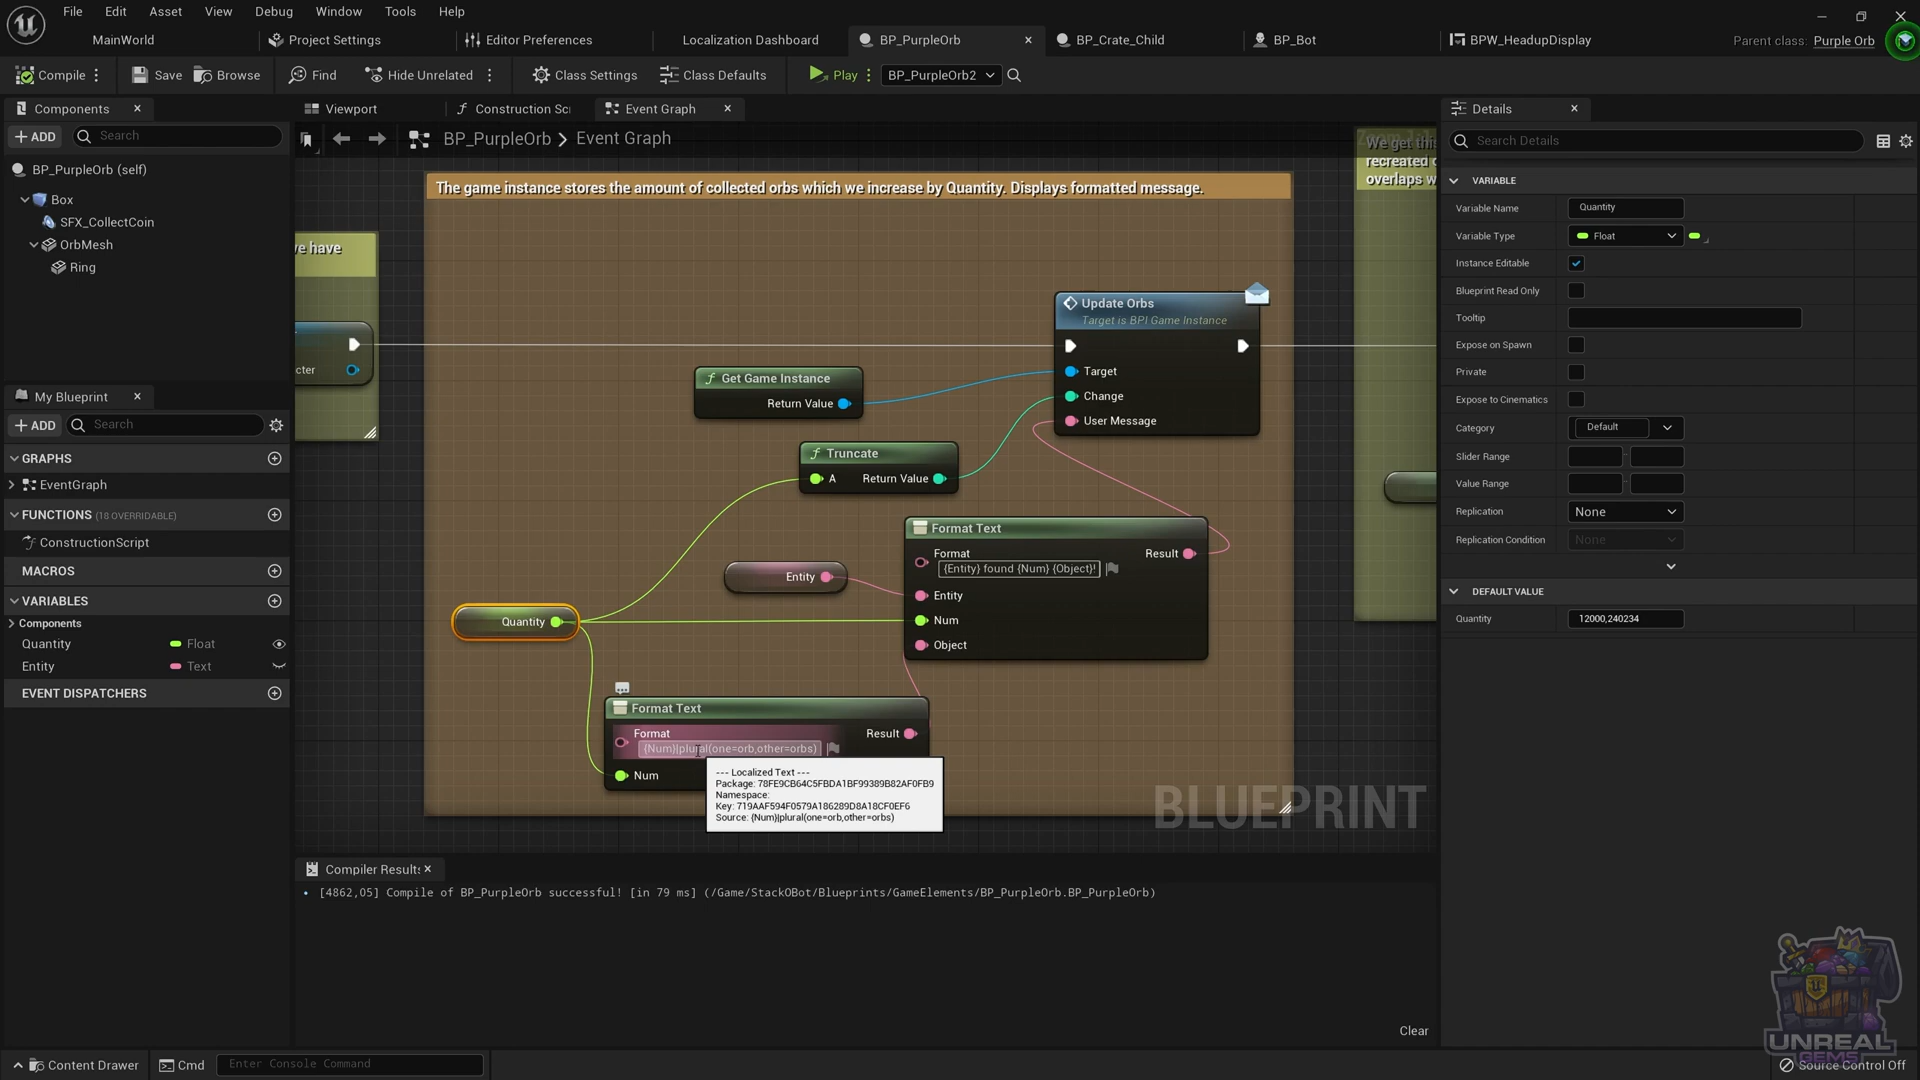 File Edit Asset View Debug Window Tools Help
MainWorld Project Settings Editor Preferences Localization Dashboard BP_PurpleOrb BP_Crate_Child BP_Bot BPW_HeadupDisplay Parent class: Purple Orb
Compile Save Browse Find Hide Unrelated Class Settings Class Defaults Play BP_PurpleOrb2
Components
ADD Search
BP_PurpleOrb (self)
Box
SFX_CollectCoin
OrbMesh
Ring
My Blueprint
ADD Search
GRAPHS
EventGraph
FUNCTIONS (18 OVERRIDABLE)
ConstructionScript
MACROS
VARIABLES
Components
Quantity Float
Entity Text
EVENT DISPATCHERS
Viewport Construction Sc Event Graph
BP_PurpleOrb > Event Graph
The game instance stores the amount of collected orbs which we increase by Quantity. Displays formatted message.
ve have
cter
We get this
recreated
overlaps w
Update Orbs
Target is BPI Game Instance
Target
Change
User Message
Get Game Instance
Return Value
Truncate
A Return Value
Entity
Quantity
Format Text
Format Result
{Entity} found {Num} {Object}!
Entity
Num
Object
Format Text
Format Result
{Num}|plural(one=orb,other=orbs)
Num
--- Localized Text ---
Package: 78FE9CB64C5FBDA1BF99389B82AF0FB9
Namespace:
Key: 719AAF594F0579A186289D8A18CF0EF6
Source: {Num}|plural(one=orb,other=orbs)
BLUEPRINT
Compiler Results
[4862,05] Compile of BP_PurpleOrb successful! [in 79 ms] (/Game/StackOBot/Blueprints/GameElements/BP_PurpleOrb.BP_PurpleOrb)
Clear
Details
Search Details
VARIABLE
Variable Name Quantity
Variable Type Float
Instance Editable
Blueprint Read Only
Tooltip
Expose on Spawn
Private
Expose to Cinematics
Category Default
Slider Range
Value Range
Replication None
Replication Condition None
DEFAULT VALUE
Quantity 12000,240234
UNREAL
GEMS
Content Drawer Cmd Enter Console Command Source Control Off